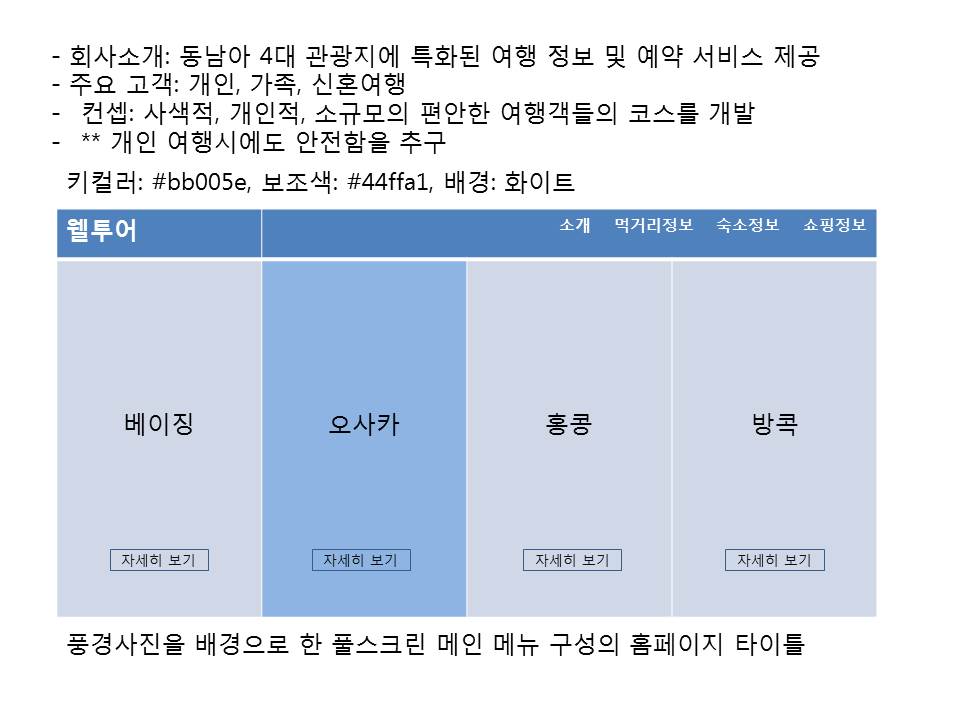 - 회사소개: 동남아 4대 관광지에 특화된 여행 정보 및 예약 서비스 제공
- 주요 고객: 개인, 가족, 신혼여행
- 컨셉: 사색적, 개인적, 소규모의 편안한 여행객들의 코스를 개발
- ** 개인 여행시에도 안전함을 추구
키컬러: #bb005e, 보조색: #44ffa1, 배경: 화이트
웰투어 소개 먹거리정보 숙소정보 쇼핑정보
베이징 오사카 홍콩 방콕
자세히 보기 자세히 보기 자세히 보기 자세히 보기
풍경사진을 배경으로 한 풀스크린 메인 메뉴 구성의 홈페이지 타이틀